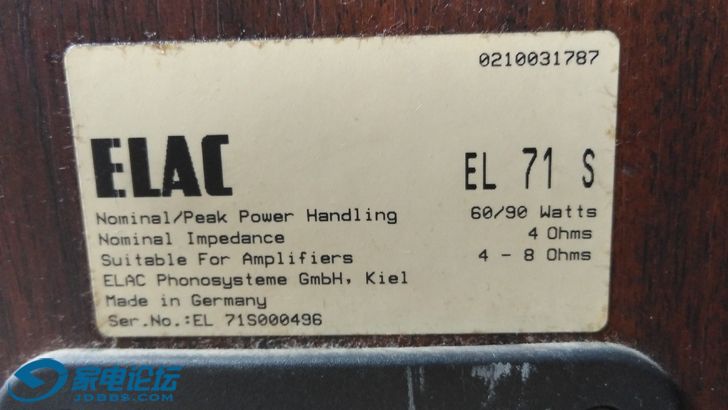 0210031787
ELAC EL 71 S
Nominal/Peak Power Handling 60/90 Watts
Nominal Impedance 4 Ohms
Suitable For Amplifiers 4 - 8 Ohms
ELAC Phonosysteme GmbH, Kiel
Made in Germany
Ser.No.:EL 71S000496
家电论坛
JDBBS.COM